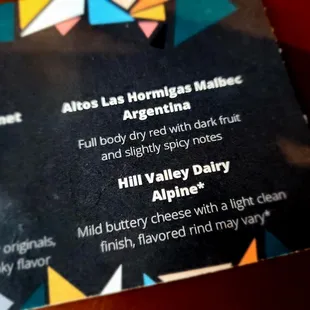 Altos Las Hormigas Malbec
Argentina
Full body dry red with dark fruit
and slightly spicy notes
Hill Valley Dairy
Alpine*
Mild buttery cheese with a light clean
finish, flavored rind may vary*
originals,
flavor